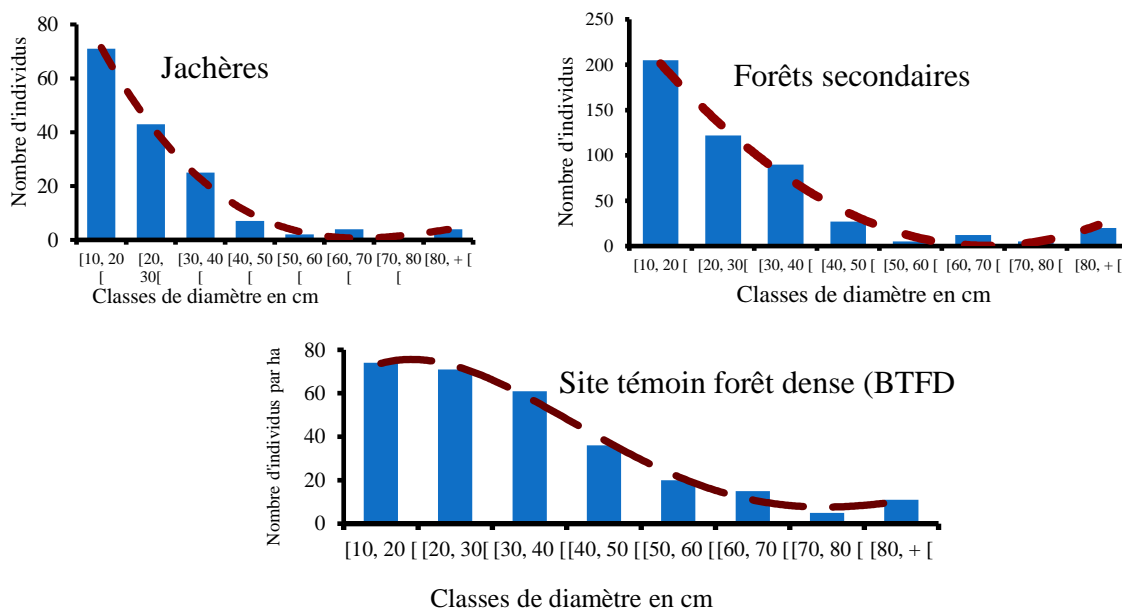 Jachères
Nombre d'individus
80
60
40
20
0
[10, 20 [
[20, 30[
[30, 40 [
[40, 50 [
[50, 60 [
[60, 70 [
[70, 80 [
[80, + [
Classes de diamètre en cm
Forêts secondaires
Nombre d'individus
250
200
150
100
50
0
[10, 20 [ [20, 30[ [30, 40 [ [40, 50 [ [50, 60 [ [60, 70 [ [70, 80 [ [80, + [
Classes de diamètre en cm
Site témoin forêt dense (BTFD
Nombre d'individus par ha
80
60
40
20
0
[10, 20 [ [20, 30[ [30, 40 [ [40, 50 [ [50, 60 [ [60, 70 [ [70, 80 [ [80, + [
Classes de diamètre en cm